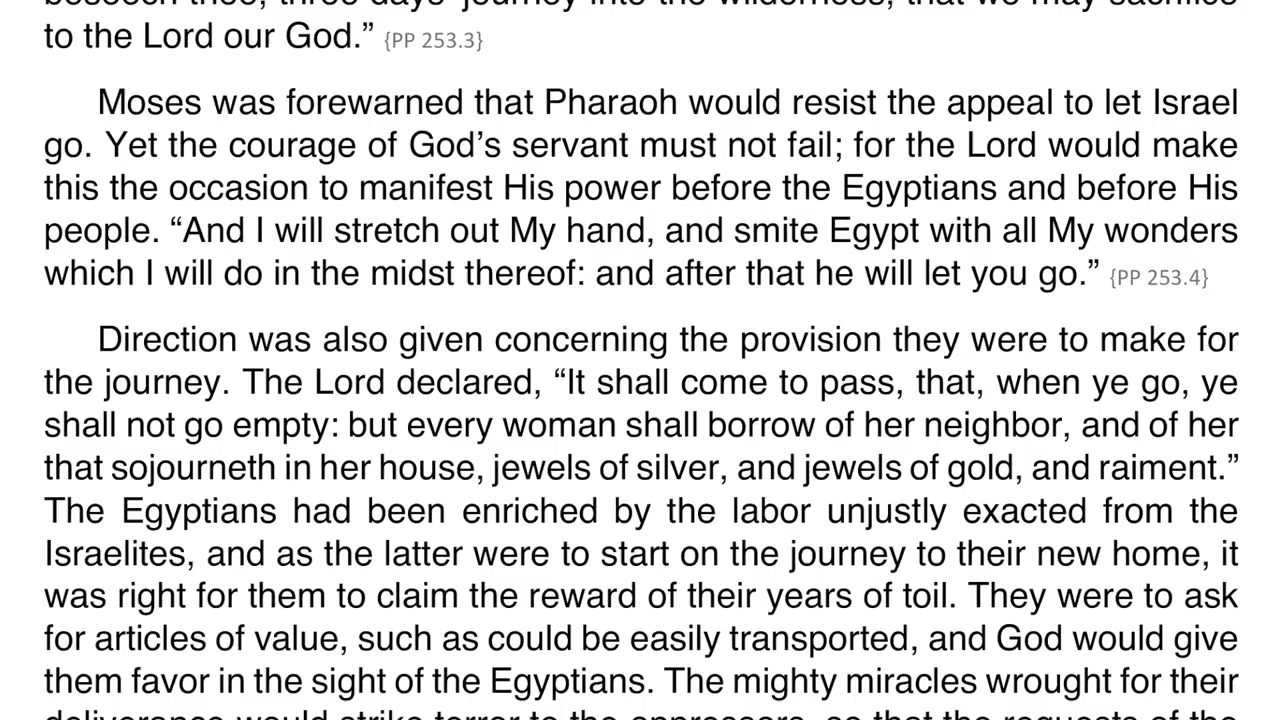 to the Lord our God.” {PP 253.3}
Moses was forewarned that Pharaoh would resist the appeal to let Israel
go. Yet the courage of God’s servant must not fail; for the Lord would make
this the occasion to manifest His power before the Egyptians and before His
people. “And I will stretch out My hand, and smite Egypt with all My wonders
which I will do in the midst thereof: and after that he will let you go.” {PP 253.4}
Direction was also given concerning the provision they were to make for
the journey. The Lord declared, “It shall come to pass, that, when ye go, ye
shall not go empty: but every woman shall borrow of her neighbor, and of her
that sojourneth in her house, jewels of silver, and jewels of gold, and raiment.”
The Egyptians had been enriched by the labor unjustly exacted from the
Israelites, and as the latter were to start on the journey to their new home, it
was right for them to claim the reward of their years of toil. They were to ask
for articles of value, such as could be easily transported, and God would give
them favor in the sight of the Egyptians. The mighty miracles wrought for their